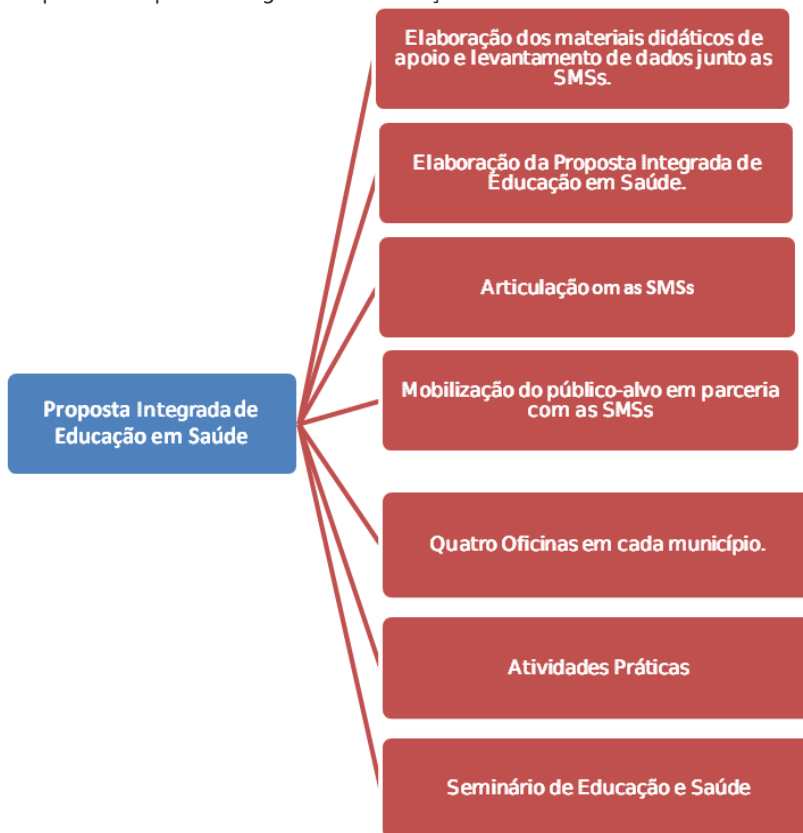 Elaboração dos materiais didáticos de
apoio e levantamento de dados junto as
SMSs.
Elaboração da Proposta Integrada de
Educação em Saúde.
Articulação om as SMSs
Mobilização do público-alvo em parceria
com as SMSs
Proposta Integrada de
Educação em Saúde
Quatro Oficinas em cada município.
Atividades Práticas
Seminário de Educação e Saúde